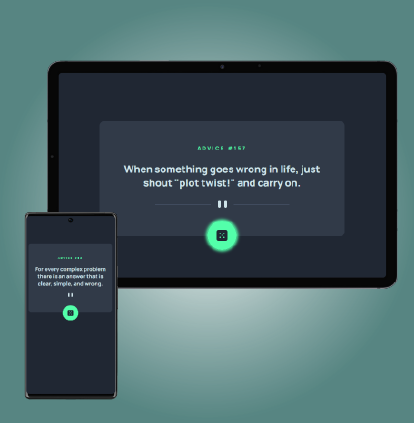 ADVICE #157
When something goes wrong in life, just
shout "plot twist!" and carry on.
ADVICE
For every complex problem
there is an answer that is
clear, simple, and wrong.